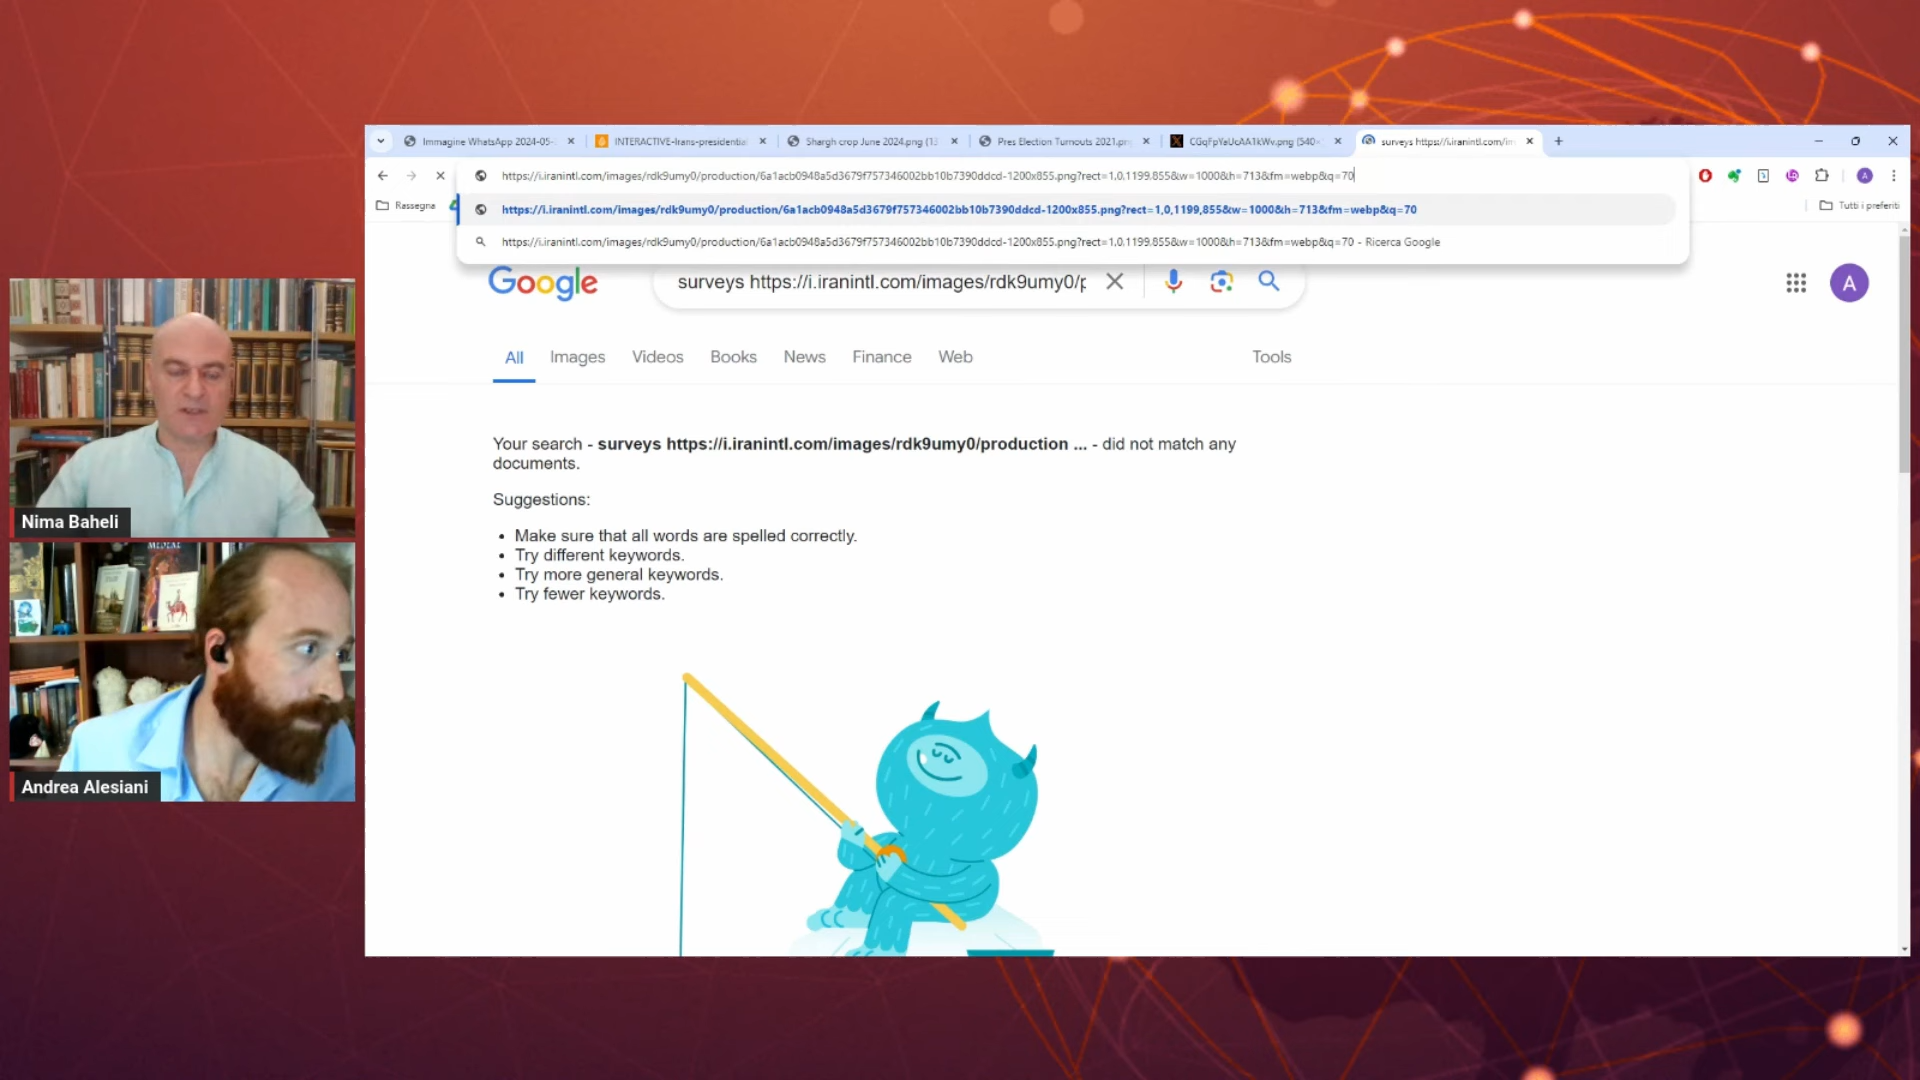 Immagine WhatsApp 2024-05-
INTERACTIVE-Irans-presidential
Shargh crop June 2024.png (13
Pres Election Turnouts 2021.pn
CGqFpYaUcAA1kWv.png (540×
surveys https://i.iranintl.com/im
https://i.iranintl.com/images/rdk9umy0/production/6a1acb0948a5d3679f757346002bb10b7390ddcd-1200x855.png?rect=1,0,1199,855&w=1000&h=713&fm=webp&q=70
Rassegna
https://i.iranintl.com/images/rdk9umy0/production/6a1acb0948a5d3679f757346002bb10b7390ddcd-1200x855.png?rect=1,0,1199,855&w=1000&h=713&fm=webp&q=70
Tutti i preferiti
https://i.iranintl.com/images/rdk9umy0/production/6a1acb0948a5d3679f757346002bb10b7390ddcd-1200x855.png?rect=1,0,1199,855&w=1000&h=713&fm=webp&q=70 - Ricerca Google
Google
surveys https://i.iranintl.com/images/rdk9umy0/p
A
All Images Videos Books News Finance Web Tools
Your search - surveys https://i.iranintl.com/images/rdk9umy0/production ... - did not match any
documents.
Suggestions:
Make sure that all words are spelled correctly.
Try different keywords.
Try more general keywords.
Try fewer keywords.
Nima Baheli
Andrea Alesiani